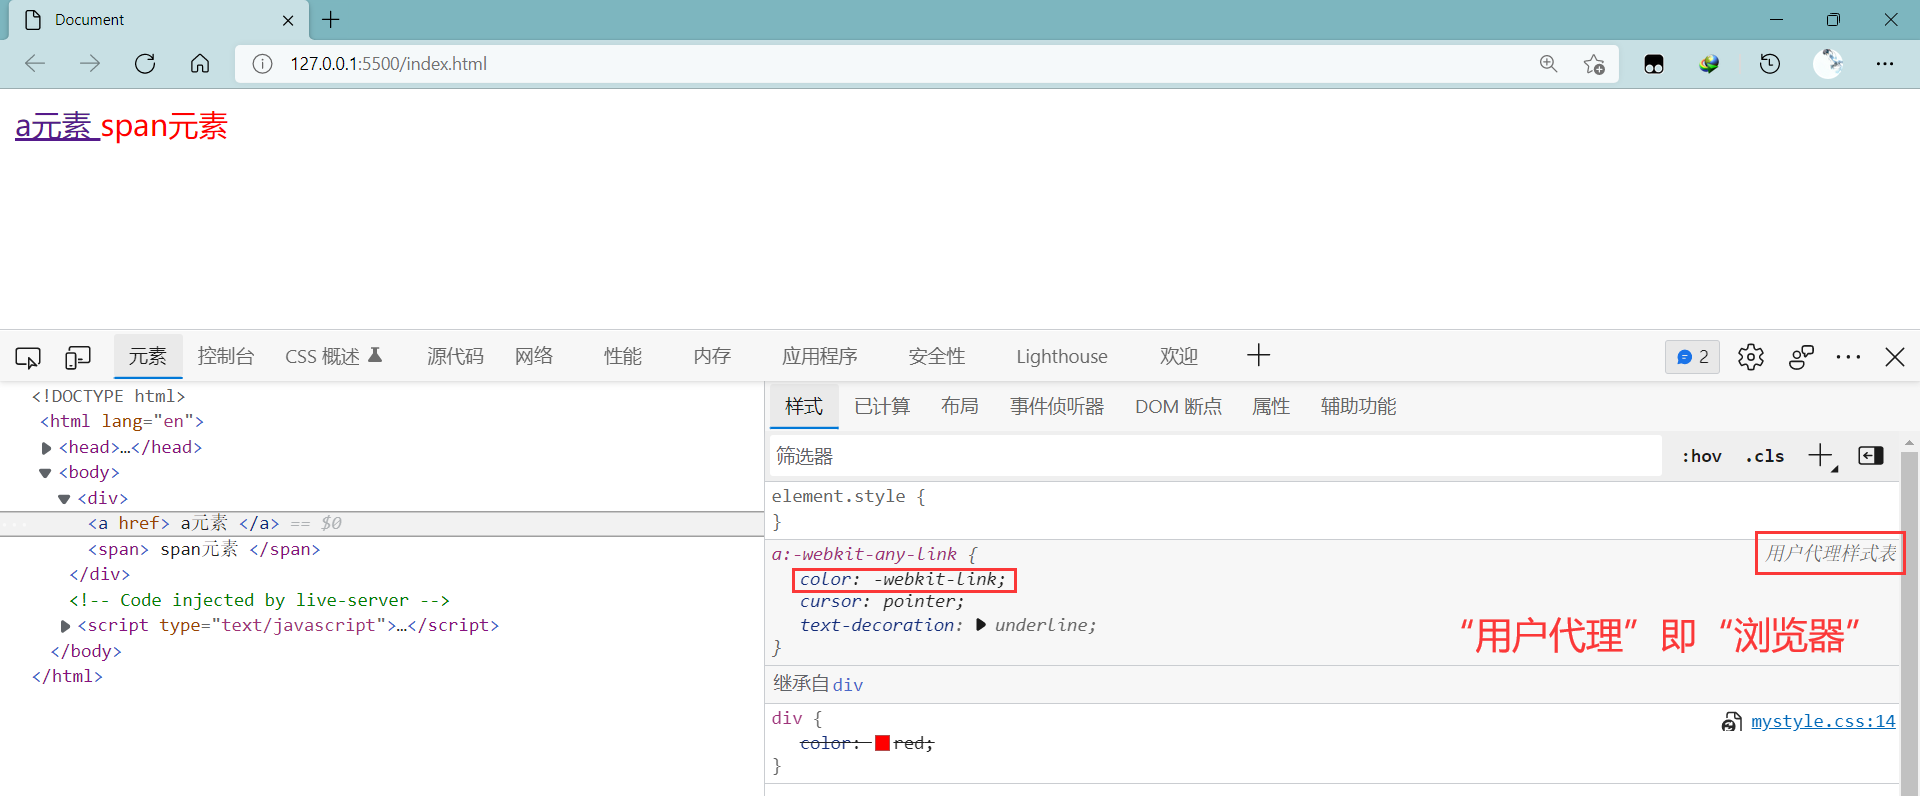 Document
127.0.0.1:5500/index.html
a元素 span元素
元素 控制台 CSS 概述 源代码 网络 性能 内存 应用程序 安全性 Lighthouse 欢迎 2
<!DOCTYPE html>
<html lang="en">
<head>…</head>
<body>
<div>
<a href> a元素 </a> == $0
<span> span元素 </span>
</div>
<!-- Code injected by live-server -->
<script type="text/javascript">…</script>
</body>
</html>
样式 已计算 布局 事件侦听器 DOM 断点 属性 辅助功能
筛选器 :hov .cls
element.style {
}
a:-webkit-any-link { 用户代理样式表
color: -webkit-link;
cursor: pointer;
text-decoration: underline;
}
“用户代理” 即 “浏览器”
继承自 div
div { mystyle.css:14
color: red;
}